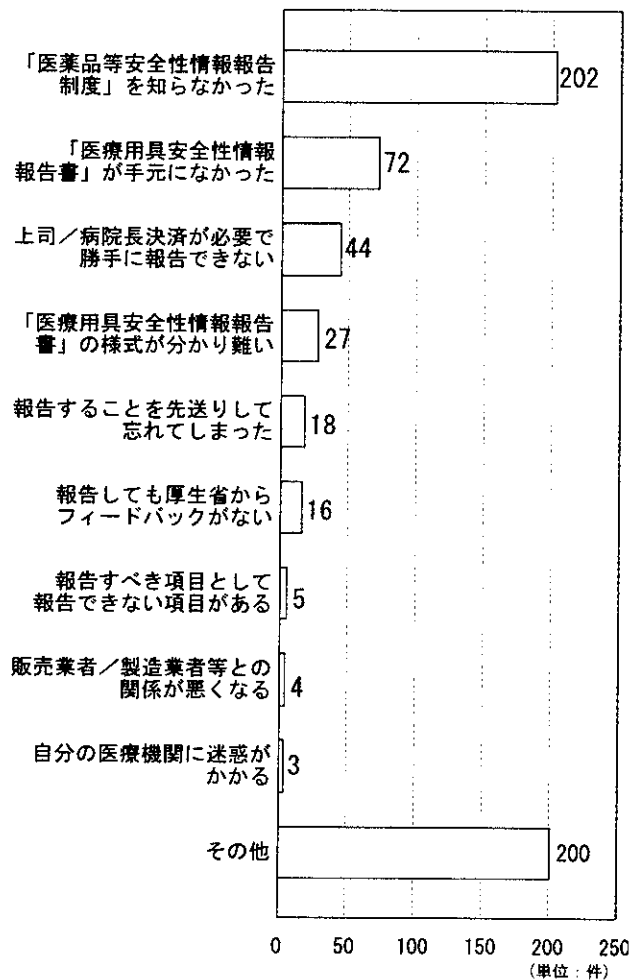 「医薬品等安全性情報報告
制度」を知らなかった
202
「医療用具安全性情報
報告書」が手元になかった
72
上司／病院長決済が必要で
勝手に報告できない
44
「医療用具安全性情報報告
書」の様式が分かり難い
27
報告することを先送りして
忘れてしまった
18
報告しても厚生省から
フィードバックがない
16
報告すべき項目として
報告できない項目がある
5
販売業者／製造業者等との
関係が悪くなる
4
自分の医療機関に迷惑が
かかる
3
その他
200
0 50 100 150 200 250
(単位：件)